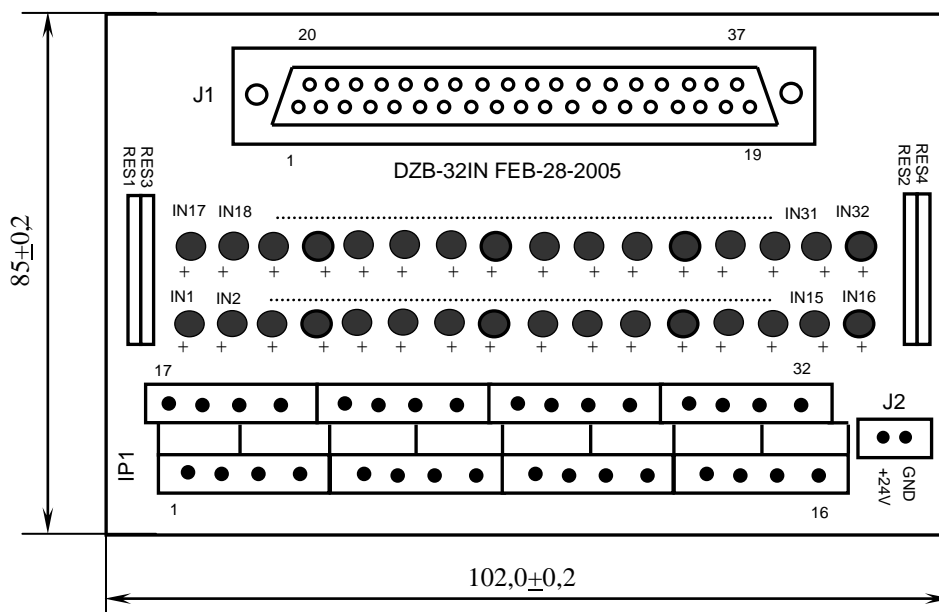 20 37
J1
1 19
DZB-32IN FEB-28-2005
RES1
RES3
RES2
RES4
IN17 IN18 ................ IN31 IN32
+ + + + + + + + + + + + + + + +
IN1 IN2 ................ IN15 IN16
+ + + + + + + + + + + + + + + +
17 32
J2
IP1
+24V
GND
1 16
85±0,2
102,0±0,2